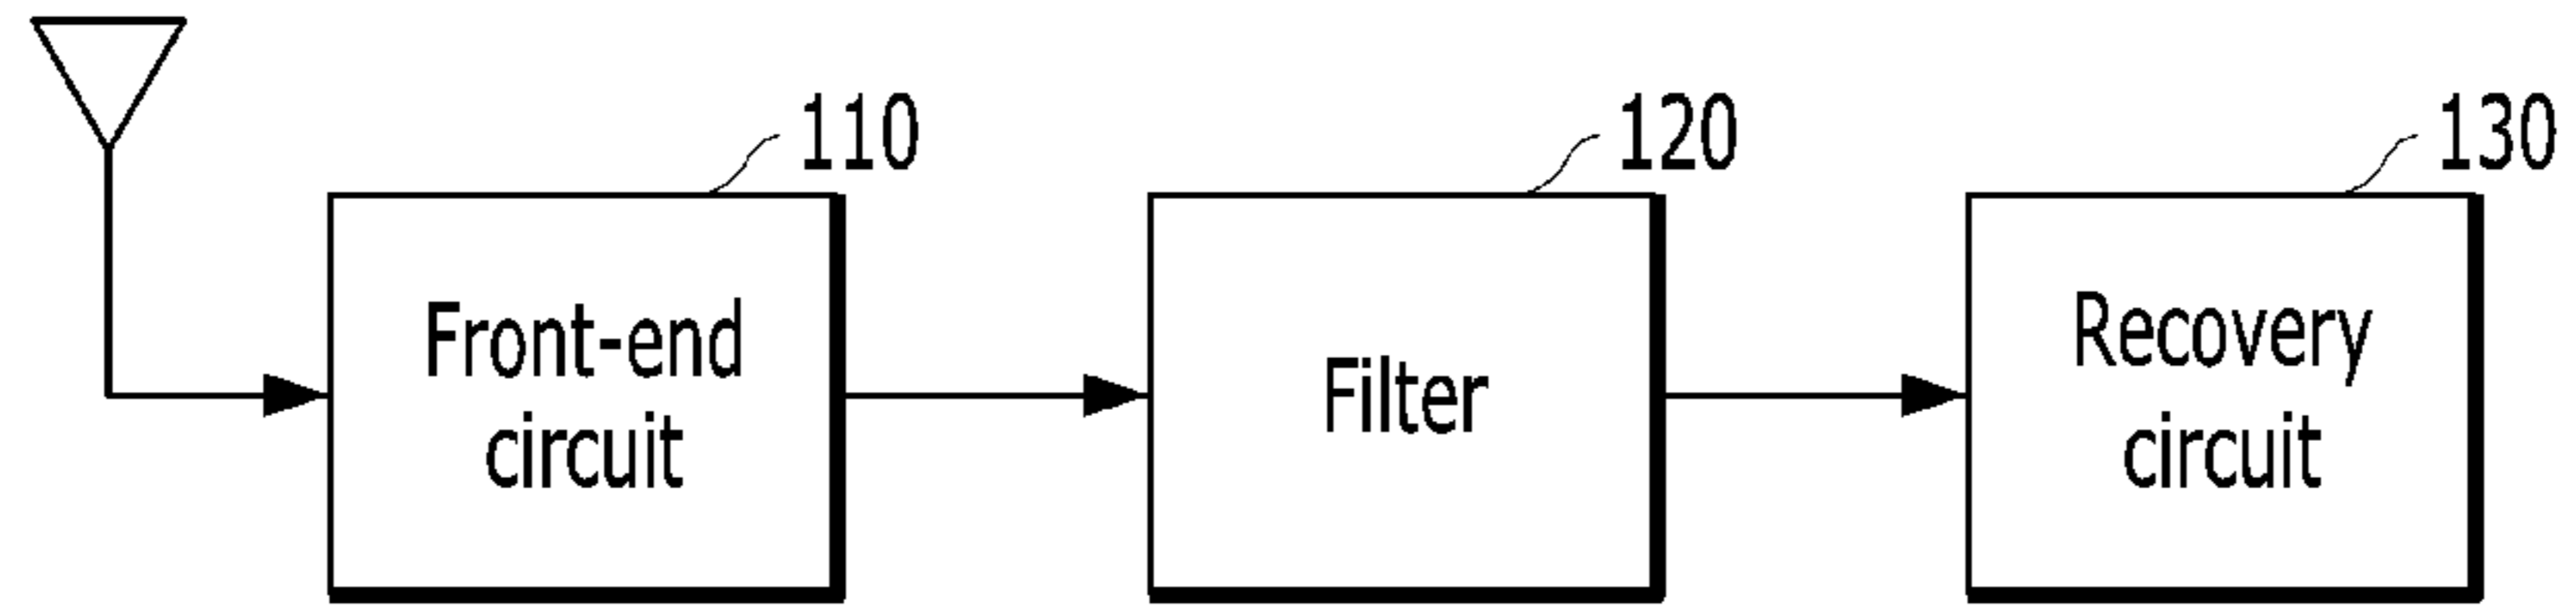 110
120
130
Front-end
circuit
Filter
Recovery
circuit